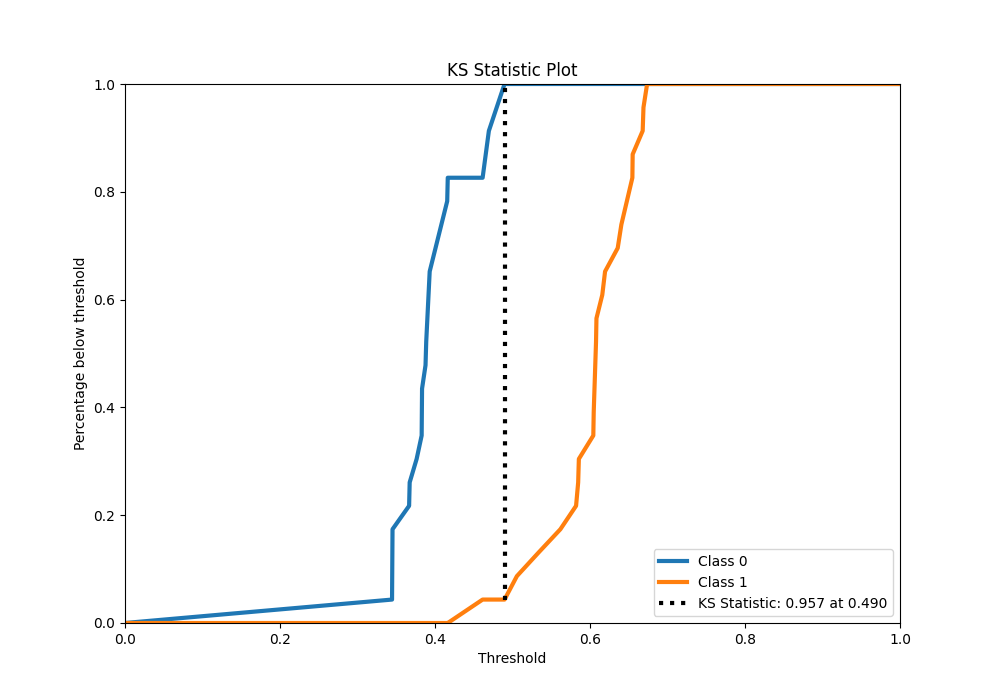 KS Statistic Plot
Percentage below threshold
1.0
0.8
0.6
0.4
0.2
0.0
0.0 0.2 0.4 0.6 0.8 1.0
Threshold
Class 0
Class 1
KS Statistic: 0.957 at 0.490